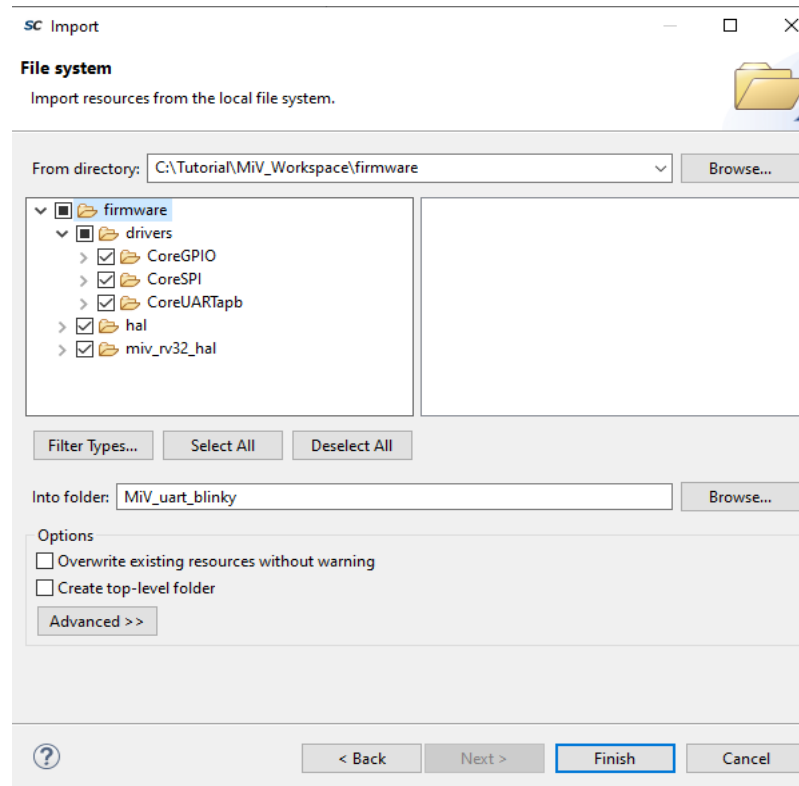 SC Import
File system
Import resources from the local file system.
From directory: C:\Tutorial\MiV_Workspace\firmware Browse...
firmware
drivers
CoreGPIO
CoreSPI
CoreUARTapb
hal
miv_rv32_hal
Filter Types... Select All Deselect All
Into folder: MiV_uart_blinky Browse...
Options
Overwrite existing resources without warning
Create top-level folder
Advanced >>
? < Back Next > Finish Cancel